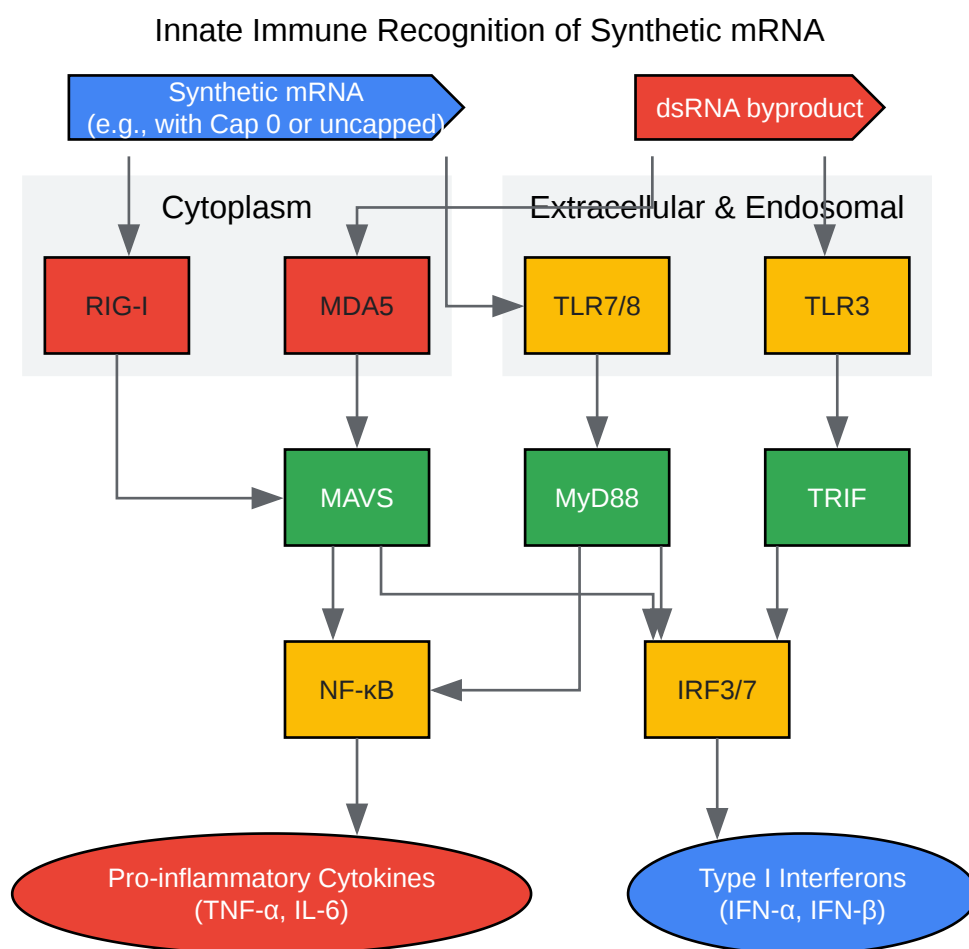 Innate Immune Recognition of Synthetic mRNA
Synthetic mRNA
(e.g., with Cap 0 or uncapped)
dsRNA byproduct
Cytoplasm
Extracellular & Endosomal
RIG-I
MDA5
TLR7/8
TLR3
MAVS
MyD88
TRIF
NF-κB
IRF3/7
Pro-inflammatory Cytokines
(TNF-α, IL-6)
Type I Interferons
(IFN-α, IFN-β)